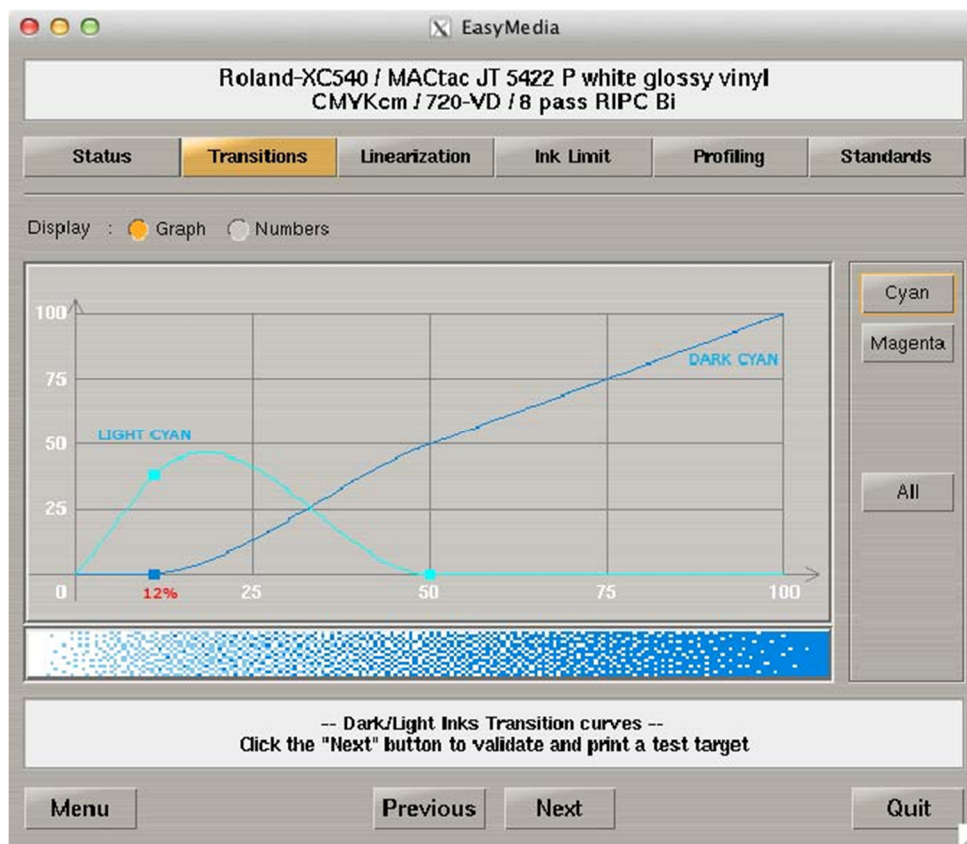 EasyMedia
Roland-XC540 / MACtac JT 5422 P white glossy vinyl
CMYKcm / 720-VD / 8 pass RIPC Bi
Status Transitions Linearization Ink Limit Profiling Standards
Display : Graph Numbers
Cyan
Magenta
All
100
75
50
25
LIGHT CYAN
DARK CYAN
0 12% 25 50 75 100
-- Dark/Light Inks Transition curves --
Click the "Next" button to validate and print a test target
Menu Previous Next Quit